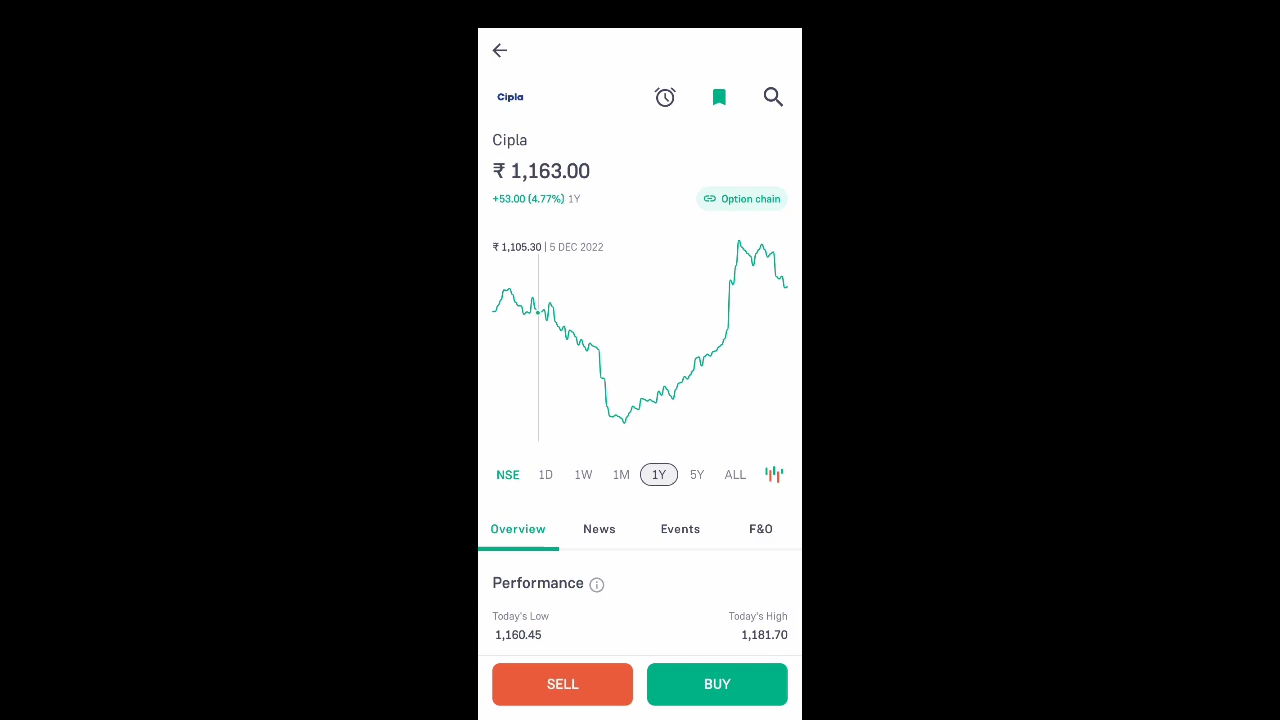 Cipla
Cipla
₹ 1,163.00
+53.00 (4.77%) 1Y
Option chain
₹ 1,105.30 | 5 DEC 2022
NSE 1D 1W 1M 1Y 5Y ALL
Overview News Events F&O
Performance
Today's Low Today's High
1,160.45 1,181.70
SELL BUY